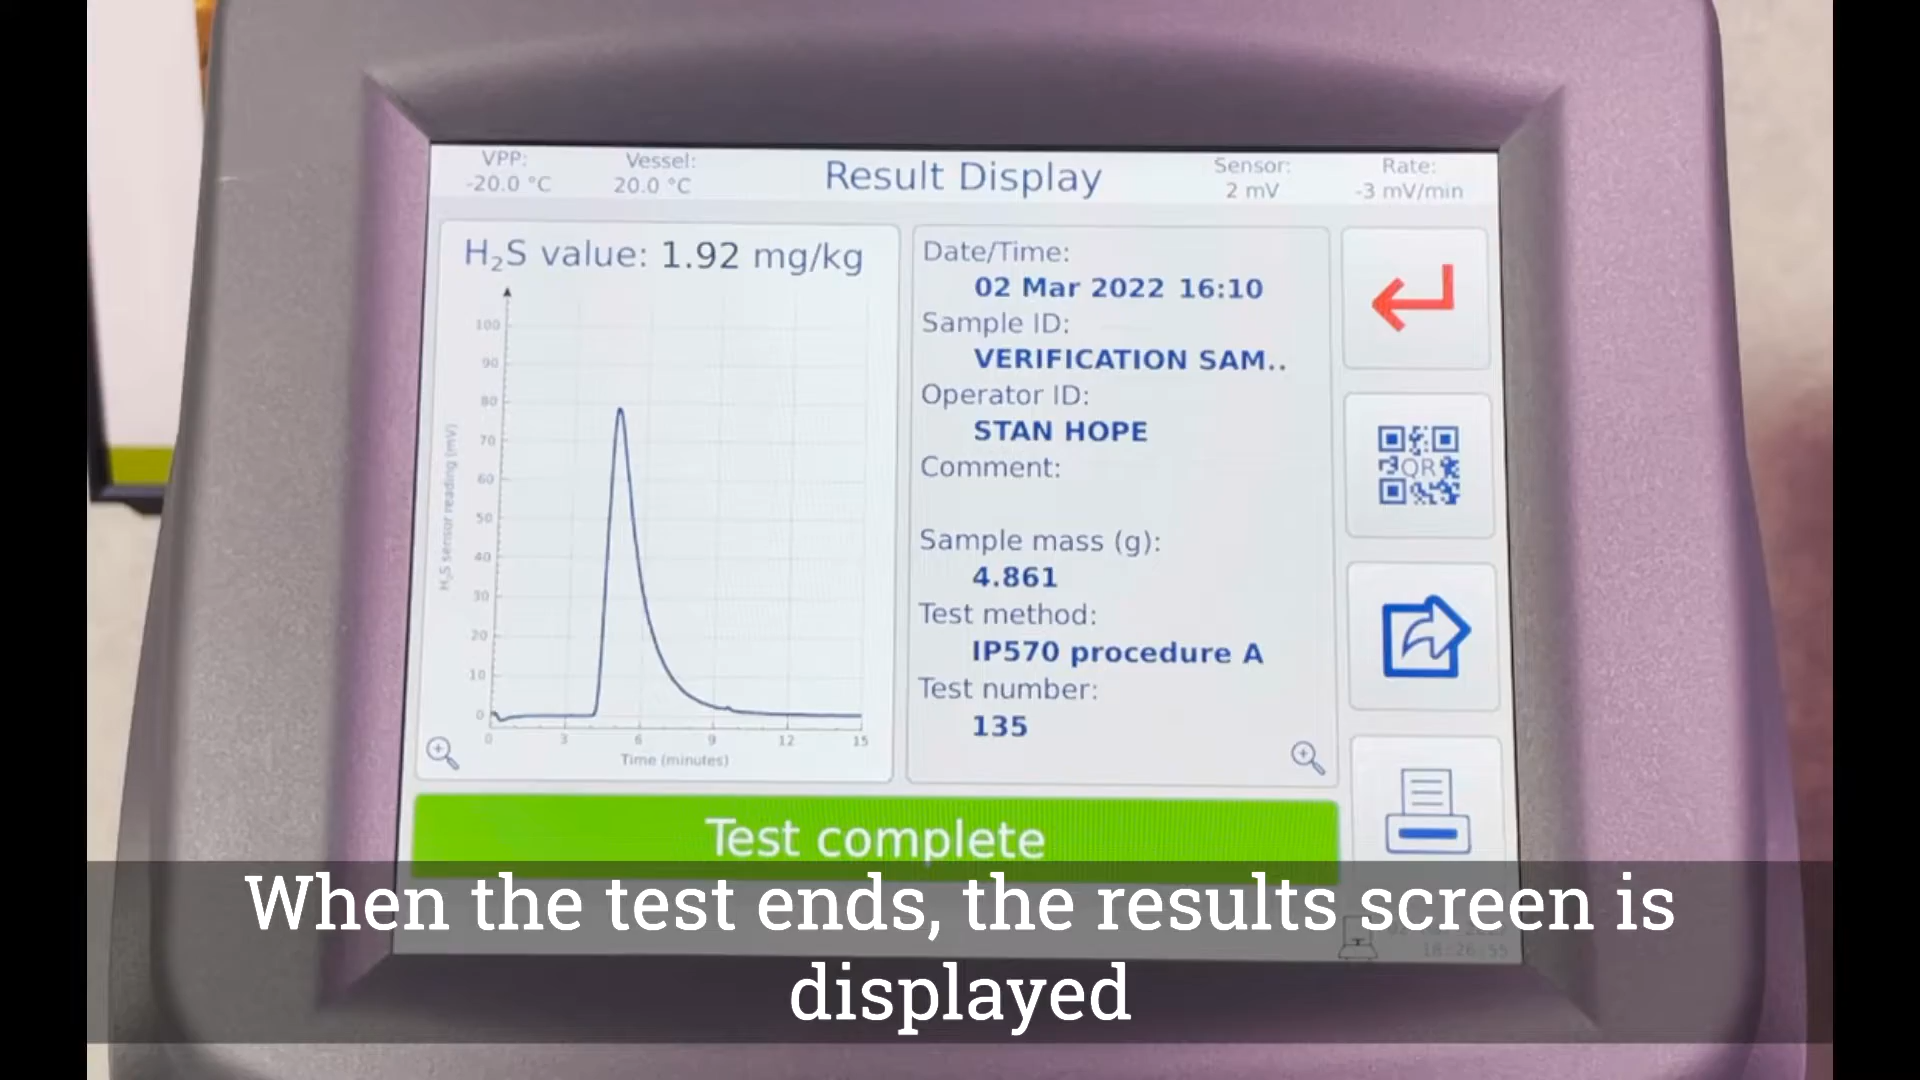 VPP:
-20.0 °C
Vessel:
20.0 °C
Result Display
Sensor:
2 mV
Rate:
-3 mV/min
H₂S value: 1.92 mg/kg
H₂S sensor reading (mV)
100
90
80
70
60
50
40
30
20
10
0
0 3 6 9 12 15
Time (minutes)
Date/Time:
02 Mar 2022 16:10
Sample ID:
VERIFICATION SAM..
Operator ID:
STAN HOPE
Comment:
Sample mass (g):
4.861
Test method:
IP570 procedure A
Test number:
135
QR
Test complete
When the test ends, the results screen is
displayed